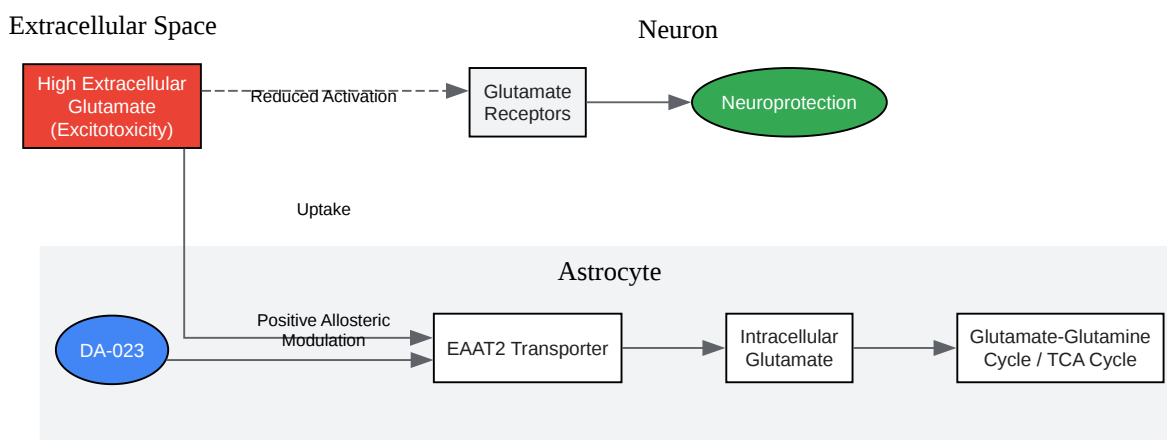 Extracellular Space
Neuron
High Extracellular
Glutamate
(Excitotoxicity)
Reduced Activation
Glutamate
Receptors
Neuroprotection
Uptake
Astrocyte
DA-023
Positive Allosteric
Modulation
EAAT2 Transporter
Intracellular
Glutamate
Glutamate-Glutamine
Cycle / TCA Cycle